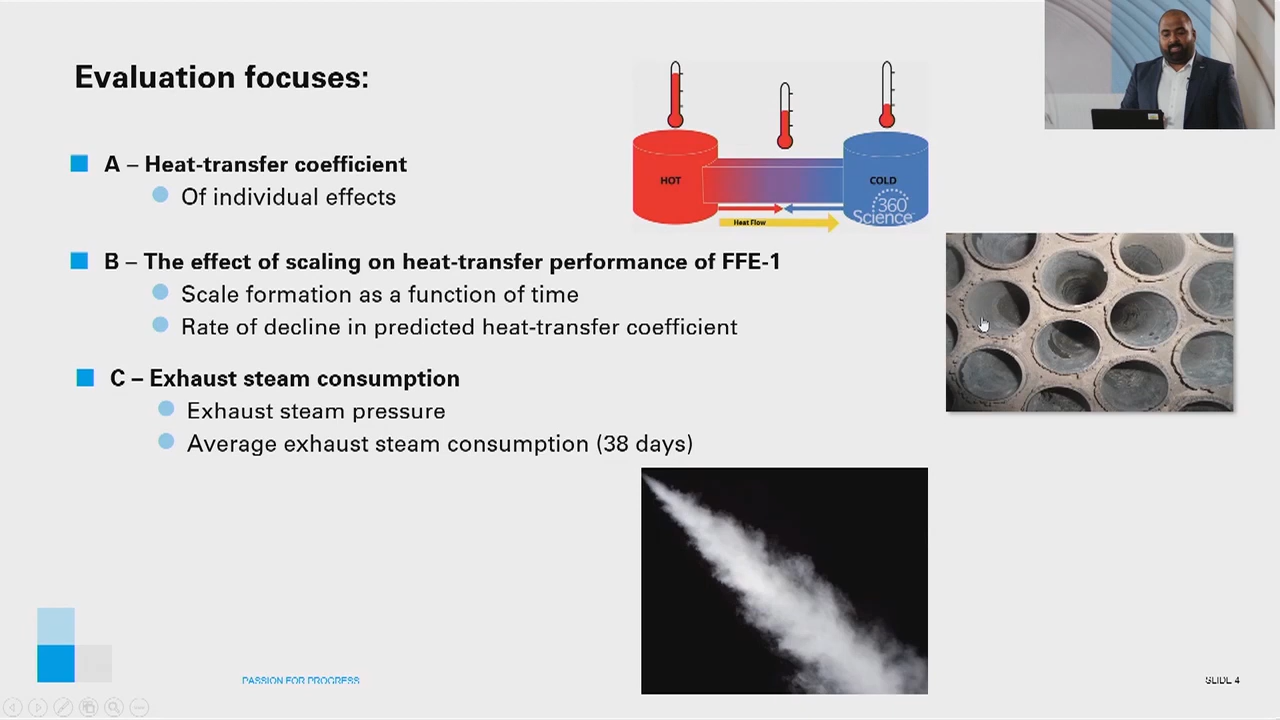 Evaluation focuses:
A – Heat-transfer coefficient
Of individual effects
B – The effect of scaling on heat-transfer performance of FFE-1
Scale formation as a function of time
Rate of decline in predicted heat-transfer coefficient
C – Exhaust steam consumption
Exhaust steam pressure
Average exhaust steam consumption (38 days)
HOT
COLD
360
Science
Heat Flow
PASSION FOR PROGRESS
SLIDE 4